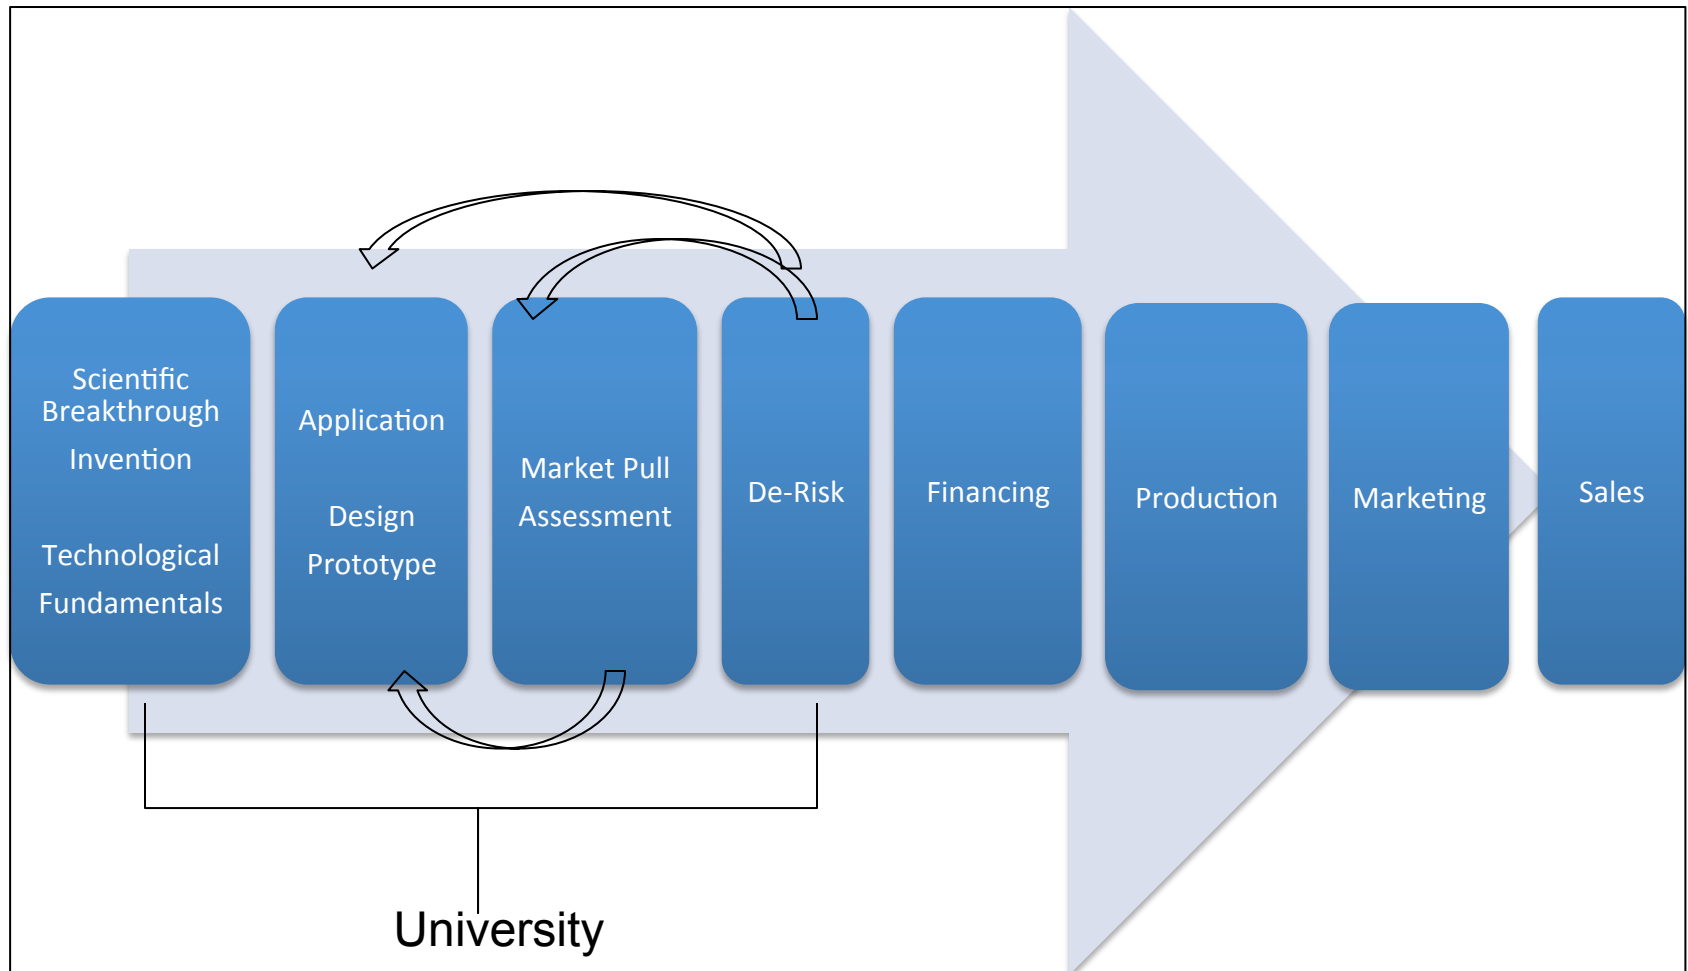 Scientific
Breakthrough
Invention
Technological
Fundamentals
Application
Design
Prototype
Market Pull
Assessment
De-Risk
Financing
Production
Marketing
Sales
University